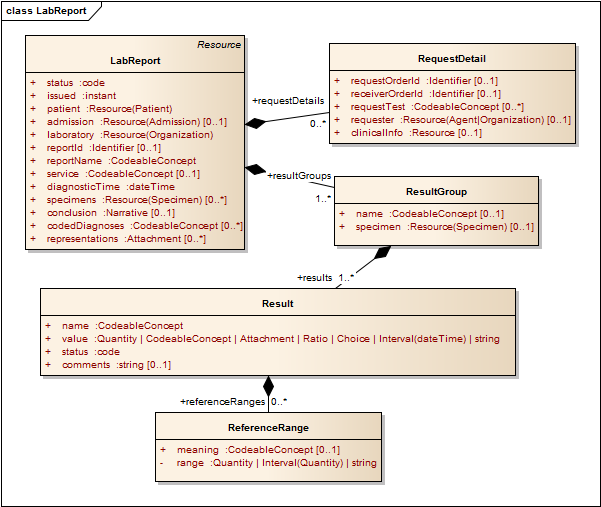 class LabReport
Resource
LabReport
+ status :code
+ issued :instant
+ patient :Resource(Patient)
+ admission :Resource(Admission) [0..1]
+ laboratory :Resource(Organization)
+ reportId :Identifier [0..1]
+ reportName :CodeableConcept
+ service :CodeableConcept [0..1]
+ diagnosticTime :dateTime
+ specimens :Resource(Specimen) [0..*]
+ conclusion :Narrative [0..1]
+ codedDiagnoses :CodeableConcept [0..*]
+ representations :Attachment [0..*]
+requestDetails
0..*
RequestDetail
+ requestOrderId :Identifier [0..1]
+ receiverOrderId :Identifier [0..1]
+ requestTest :CodeableConcept [0..*]
+ requester :Resource(Agent|Organization) [0..1]
+ clinicalInfo :Resource [0..1]
+resultGroups
1..*
ResultGroup
+ name :CodeableConcept [0..1]
+ specimen :Resource(Specimen) [0..1]
+results 1..*
Result
+ name :CodeableConcept
+ value :Quantity | CodeableConcept | Attachment | Ratio | Choice | Interval(dateTime) | string
+ status :code
+ comments :string [0..1]
+referenceRanges 0..*
ReferenceRange
+ meaning :CodeableConcept [0..1]
- range :Quantity | Interval(Quantity) | string